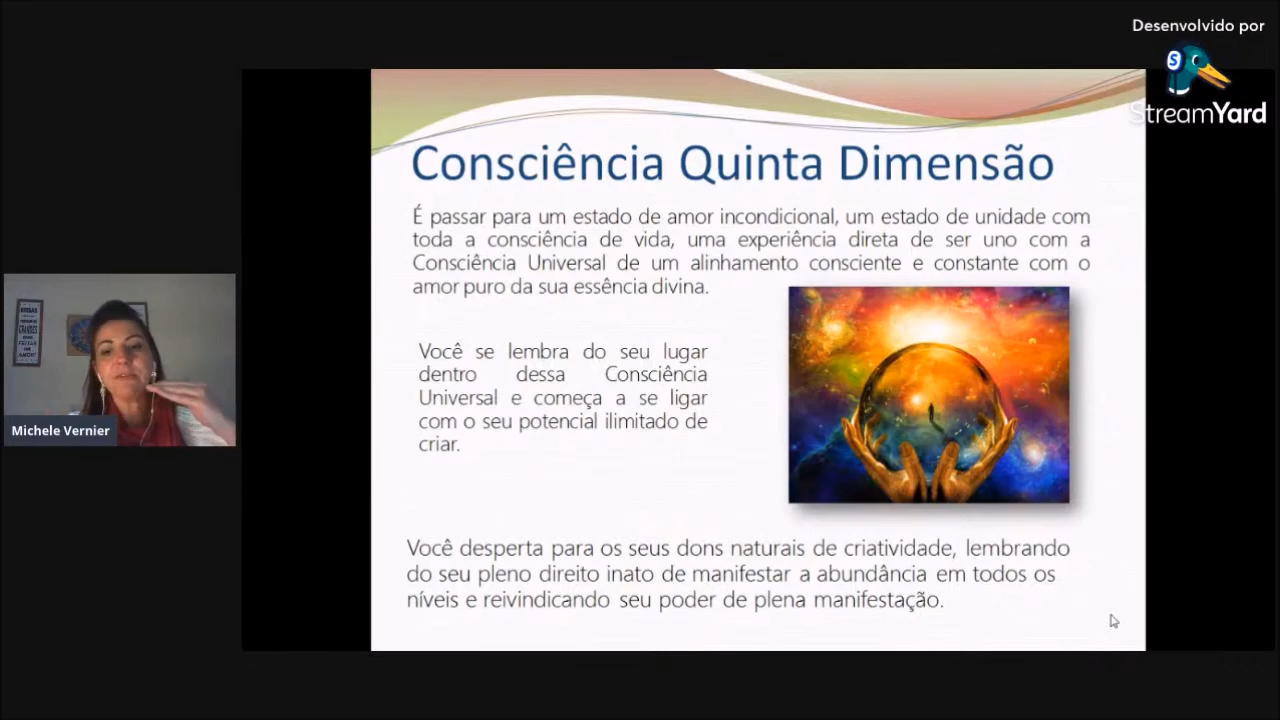 Desenvolvido por
S
StreamYard
Consciência Quinta Dimensão
É passar para um estado de amor incondicional, um estado de unidade com
toda a consciência de vida, uma experiência direta de ser uno com a
Consciência Universal de um alinhamento consciente e constante com o
amor puro da sua essência divina.
Você se lembra do seu lugar
dentro dessa Consciência
Universal e começa a se ligar
com o seu potencial ilimitado de
criar.
Michele Vernier
Você desperta para os seus dons naturais de criatividade, lembrando
do seu pleno direito inato de manifestar a abundância em todos os
níveis e reivindicando seu poder de plena manifestação.